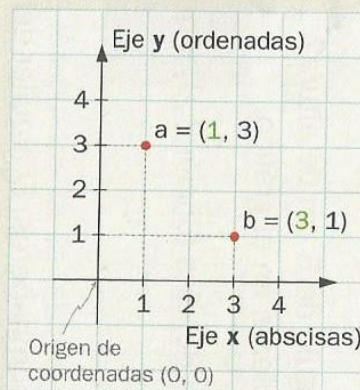 Eje y (ordenadas)
4
3
a = (1, 3)
2
1
b = (3, 1)
1 2 3 4
Eje x (abscisas)
Origen de
coordenadas (0, 0)